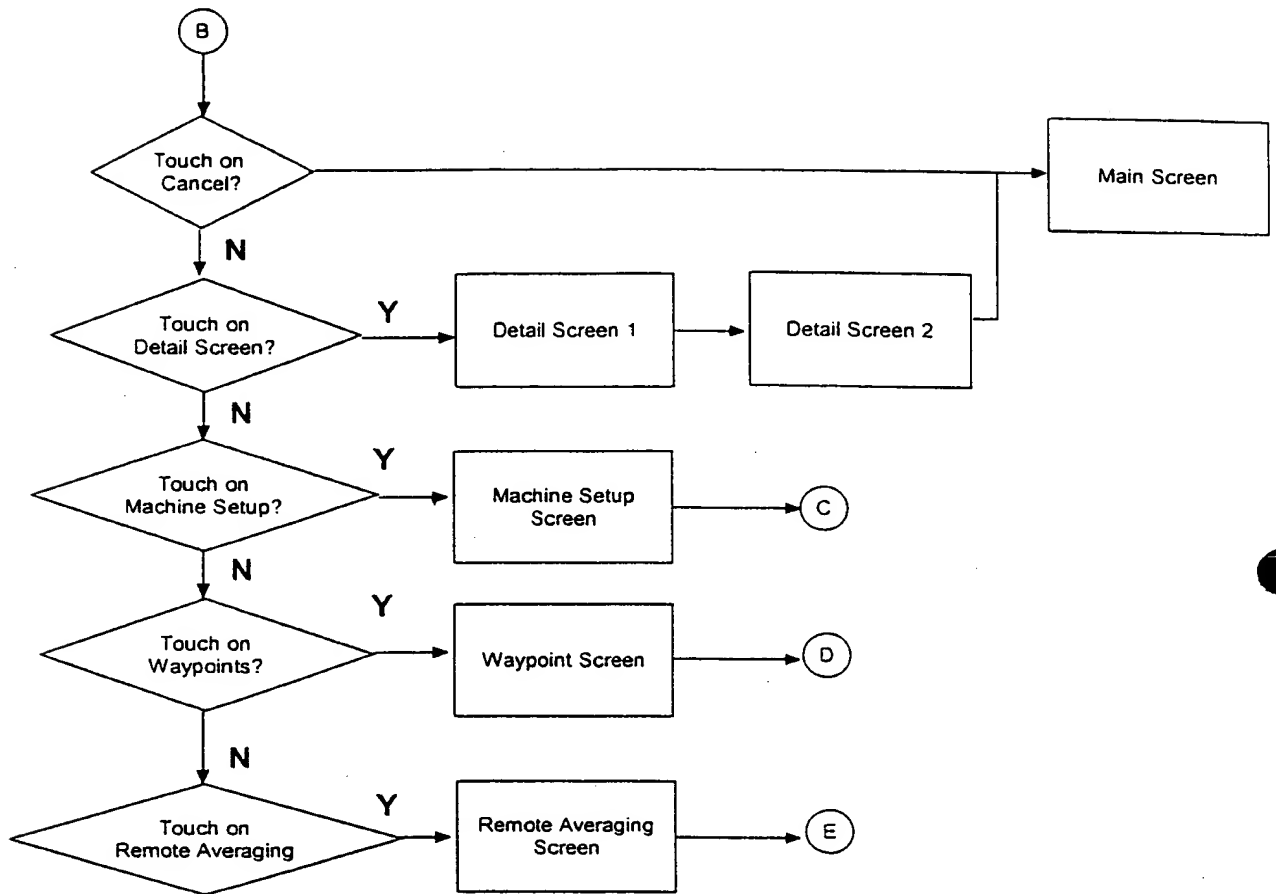 B
Touch on
Cancel?
Main Screen
N
Touch on
Detail Screen?
Y
Detail Screen 1
Detail Screen 2
N
Touch on
Machine Setup?
Y
Machine Setup
Screen
C
N
Touch on
Waypoints?
Y
Waypoint Screen
D
N
Touch on
Remote Averaging
Y
Remote Averaging
Screen
E